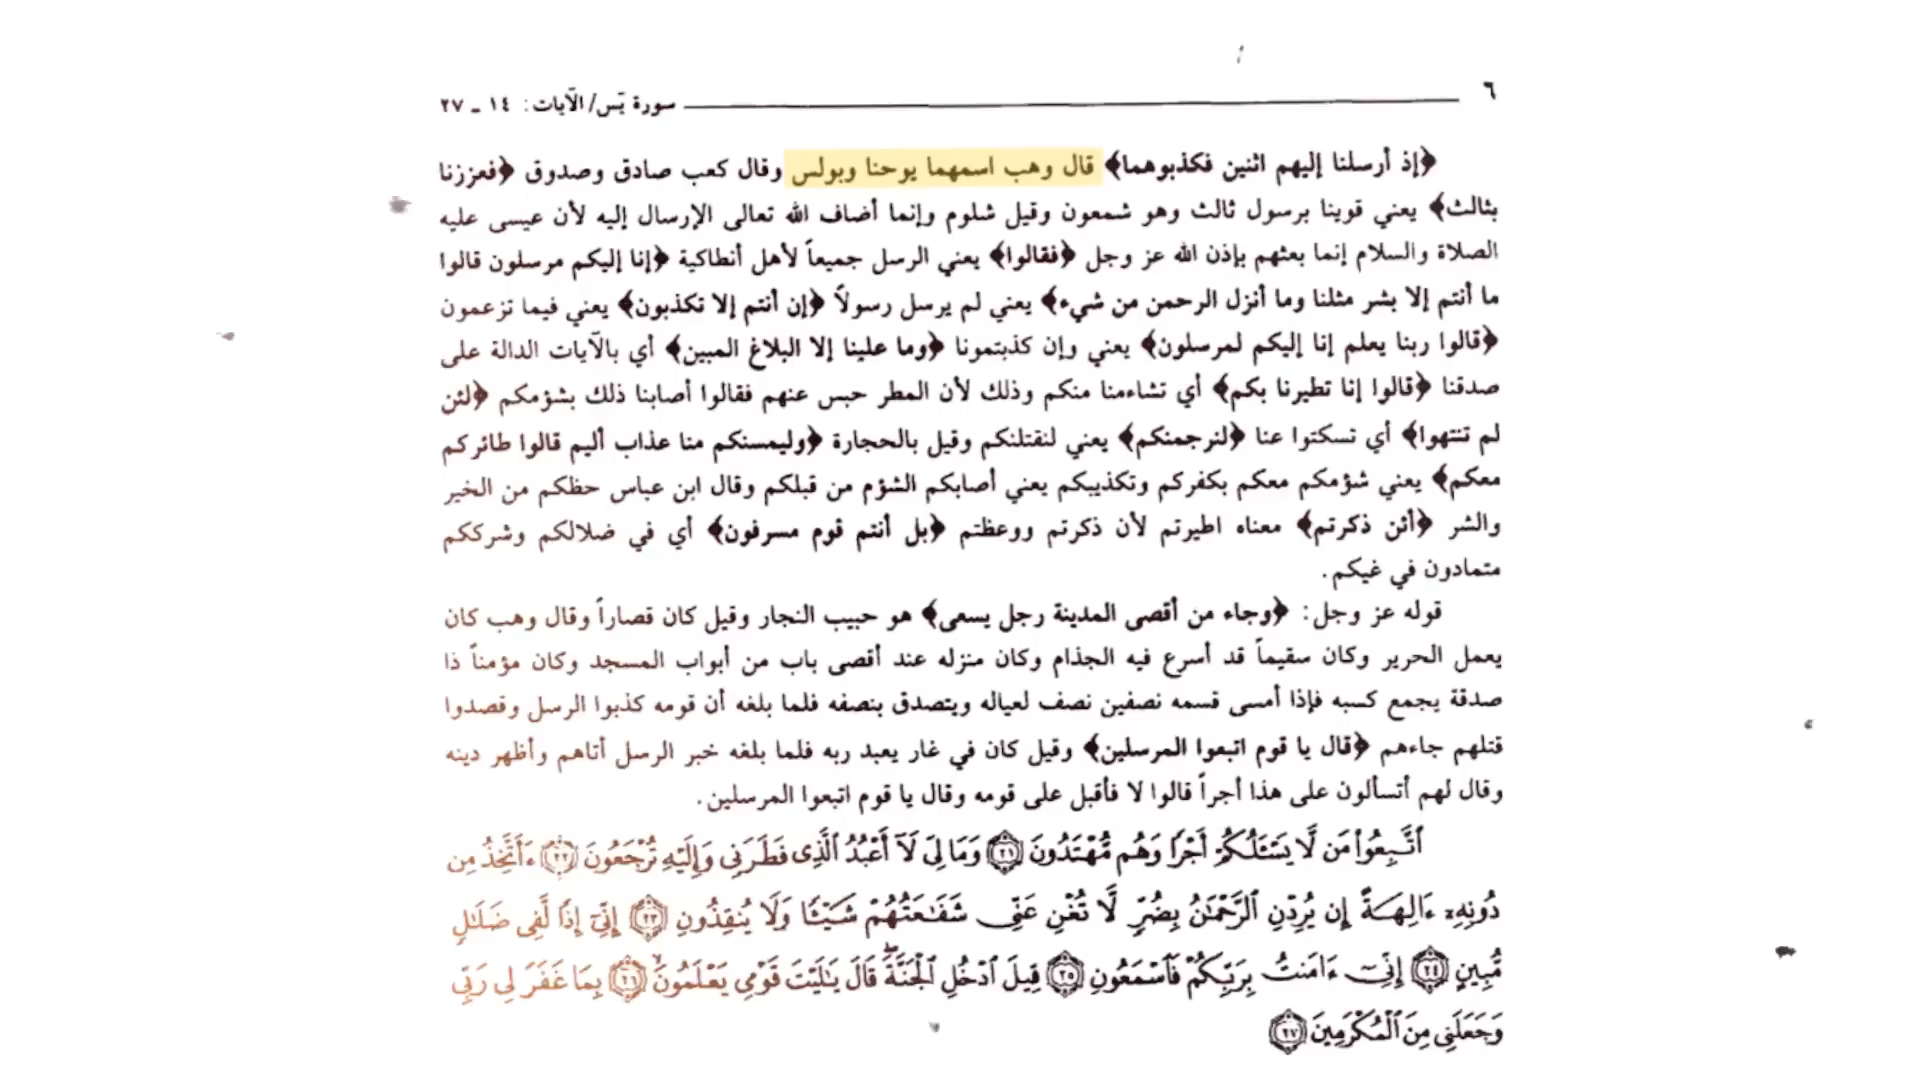 ٦ سورة يَس/ الآيات: ١٤ ـ ٢٧
﴿إذ أرسلنا إليهم اثنين فكذبوهما﴾ قال وهب اسمهما يوحنا وبولس وقال كعب صادق وصدوق ﴿فعززنا
بثالث﴾ يعني قوينا برسول ثالث وهو شمعون وقيل شلوم وإنما أضاف الله تعالى الإرسال إليه لأن عيسى عليه
الصلاة والسلام إنما بعثهم بإذن الله عز وجل ﴿فقالوا﴾ يعني الرسل جميعاً لأهل أنطاكية ﴿إنا إليكم مرسلون قالوا
ما أنتم إلا بشر مثلنا وما أنزل الرحمن من شيء﴾ يعني لم يرسل رسولاً ﴿إن أنتم إلا تكذبون﴾ يعني فيما تزعمون
﴿قالوا ربنا يعلم إنا إليكم لمرسلون﴾ يعني وإن كذبتمونا ﴿وما علينا إلا البلاغ المبين﴾ أي بالآيات الدالة على
صدقنا ﴿قالوا إنا تطيرنا بكم﴾ أي تشاءمنا منكم وذلك لأن المطر حبس عنهم فقالوا أصابنا ذلك بشؤمكم ﴿لئن
لم تنتهوا﴾ أي تسكتوا عنا ﴿لنرجمنكم﴾ يعني لنقتلنكم وقيل بالحجارة ﴿وليمسنكم منا عذاب أليم قالوا طائركم
معكم﴾ يعني شؤمكم معكم بكفركم وتكذيبكم يعني أصابكم الشؤم من قبلكم وقال ابن عباس حظكم من الخير
والشر ﴿أئن ذكرتم﴾ معناه اطيرتم لأن ذكرتم ووعظتم ﴿بل أنتم قوم مسرفون﴾ أي في ضلالكم وشرككم
متمادون في غيكم.
قوله عز وجل: ﴿وجاء من أقصى المدينة رجل يسعى﴾ هو حبيب النجار وقيل كان قصاراً وقال وهب كان
يعمل الحرير وكان سقيماً قد أسرع فيه الجذام وكان منزله عند أقصى باب من أبواب المسجد وكان مؤمناً ذا
صدقة يجمع كسبه فإذا أمسى قسمه نصفين نصف لعياله ويتصدق بنصفه فلما بلغه أن قومه كذبوا الرسل وقصدوا
قتلهم جاءهم ﴿قال يا قوم اتبعوا المرسلين﴾ وقيل كان في غار يعبد ربه فلما بلغه خبر الرسل أتاهم وأظهر دينه
وقال لهم أتسألون على هذا أجراً قالوا لا فأقبل على قومه وقال يا قوم اتبعوا المرسلين.
ٱتَّبِعُوا۟ مَن لَّا يَسْـَٔلُكُمْ أَجْرًا وَهُم مُّهْتَدُونَ ٢١ وَمَا لِىَ لَآ أَعْبُدُ ٱلَّذِى فَطَرَنِى وَإِلَيْهِ تُرْجَعُونَ ٢٢ ءَأَتَّخِذُ مِن
دُونِهِۦٓ ءَالِهَةً إِن يُرِدْنِ ٱلرَّحْمَٰنُ بِضُرٍّ لَّا تُغْنِ عَنِّى شَفَٰعَتُهُمْ شَيْـًٔا وَلَا يُنقِذُونِ ٢٣ إِنِّىٓ إِذًا لَّفِى ضَلَٰلٍ
مُّبِينٍ ٢٤ إِنِّىٓ ءَامَنتُ بِرَبِّكُمْ فَٱسْمَعُونِ ٢٥ قِيلَ ٱدْخُلِ ٱلْجَنَّةَ ۖ قَالَ يَٰلَيْتَ قَوْمِى يَعْلَمُونَ ٢٦ بِمَا غَفَرَ لِى رَبِّى
وَجَعَلَنِى مِنَ ٱلْمُكْرَمِينَ ٢٧